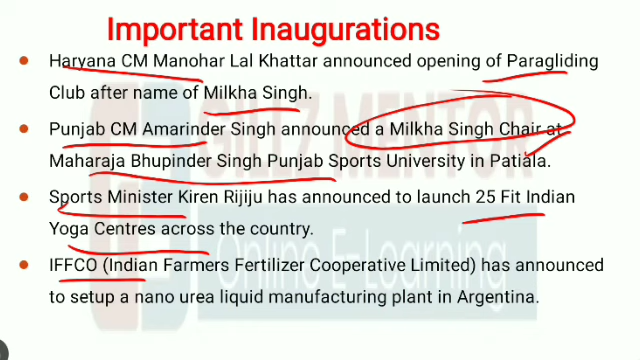 Important Inaugurations
• Haryana CM Manohar Lal Khattar announced opening of Paragliding
Club after name of Milkha Singh.
• Punjab CM Amarinder Singh announced a Milkha Singh Chair at
Maharaja Bhupinder Singh Punjab Sports University in Patiala.
• Sports Minister Kiren Rijiju has announced to launch 25 Fit Indian
Yoga Centres across the country.
• IFFCO (Indian Farmers Fertilizer Cooperative Limited) has announced
to setup a nano urea liquid manufacturing plant in Argentina.
MENTOR
Online E-Learning